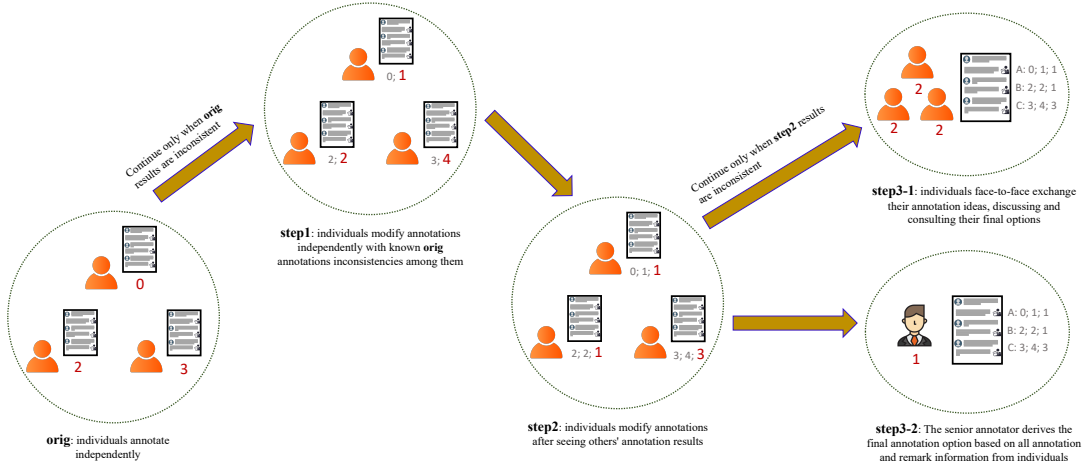 0
2
3
orig: individuals annotate
independently
Continue only when orig
results are inconsistent
0; 1
2; 2
3; 4
step1: individuals modify annotations
independently with known orig
annotations inconsistencies among them
0; 1; 1
2; 2; 1
3; 4; 3
step2: individuals modify annotations
after seeing others' annotation results
Continue only when step2 results
are inconsistent
2
2
2
A: 0; 1; 1
B: 2; 2; 1
C: 3; 4; 3
step3-1: individuals face-to-face exchange
their annotation ideas, discussing and
consulting their final options
1
A: 0; 1; 1
B: 2; 2; 1
C: 3; 4; 3
step3-2: The senior annotator derives the
final annotation option based on all annotation
and remark information from individuals